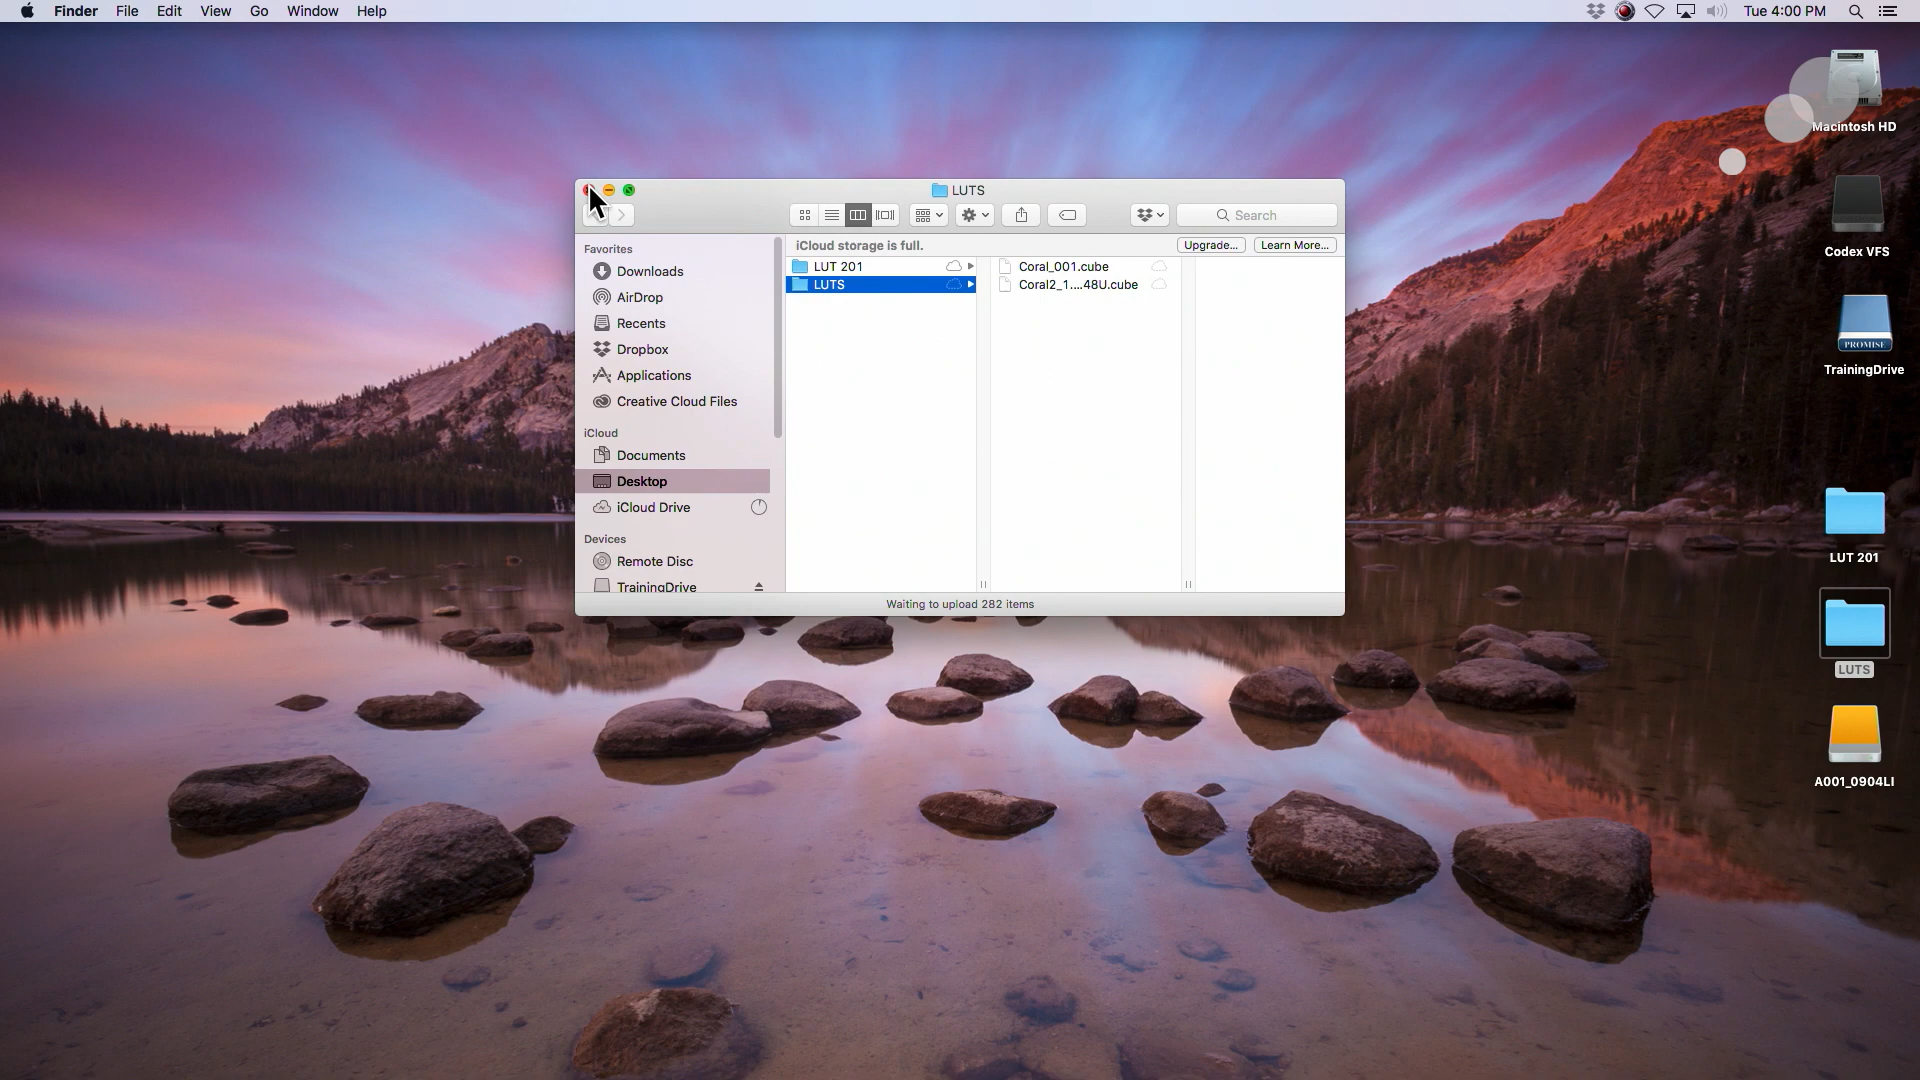 Finder File Edit View Go Window Help
Tue 4:00 PM
Macintosh HD
Codex VFS
PROMISE
TrainingDrive
LUT 201
LUTS
A001_0904LI
LUTS
Search
iCloud storage is full.
Upgrade...
Learn More...
Favorites
Downloads
AirDrop
Recents
Dropbox
Applications
Creative Cloud Files
iCloud
Documents
Desktop
iCloud Drive
Devices
Remote Disc
TrainingDrive
LUT 201
LUTS
Coral_001.cube
Coral2_1....48U.cube
Waiting to upload 282 items